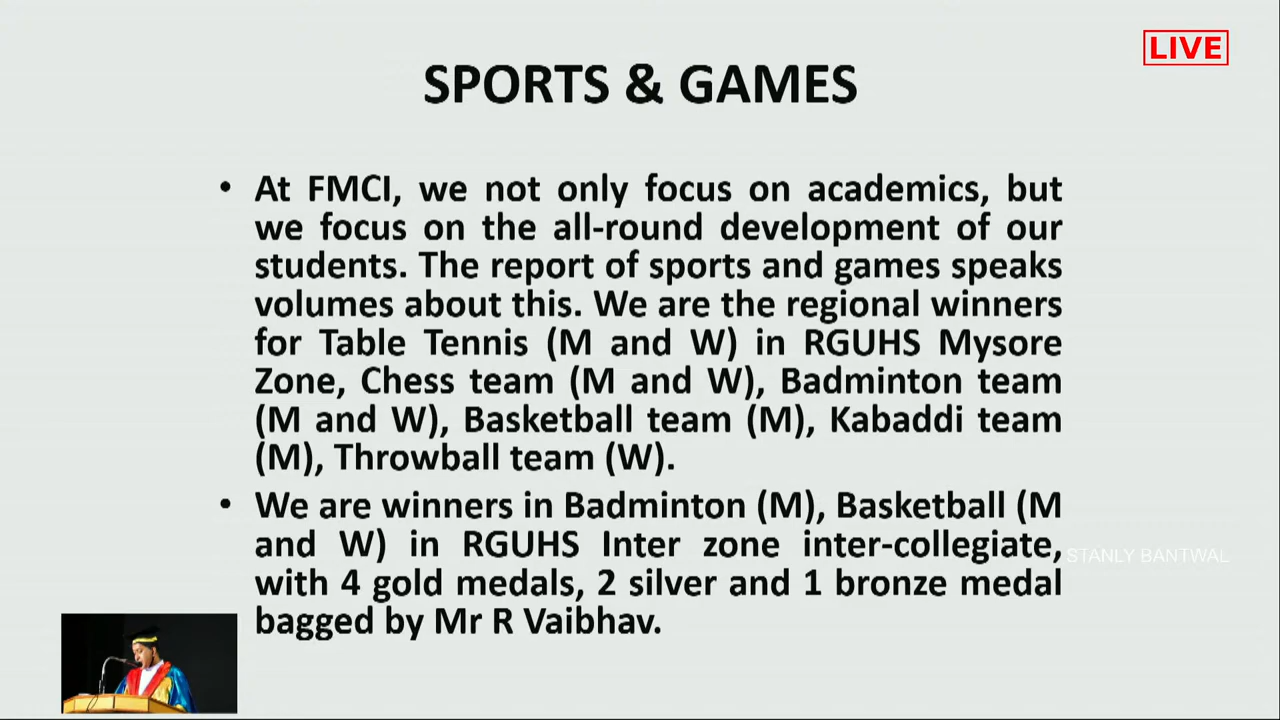 LIVE
SPORTS & GAMES
• At FMCI, we not only focus on academics, but
we focus on the all-round development of our
students. The report of sports and games speaks
volumes about this. We are the regional winners
for Table Tennis (M and W) in RGUHS Mysore
Zone, Chess team (M and W), Badminton team
(M and W), Basketball team (M), Kabaddi team
(M), Throwball team (W).
• We are winners in Badminton (M), Basketball (M
and W) in RGUHS Inter zone inter-collegiate,
with 4 gold medals, 2 silver and 1 bronze medal
bagged by Mr R Vaibhav.
STANLY BANTWAL